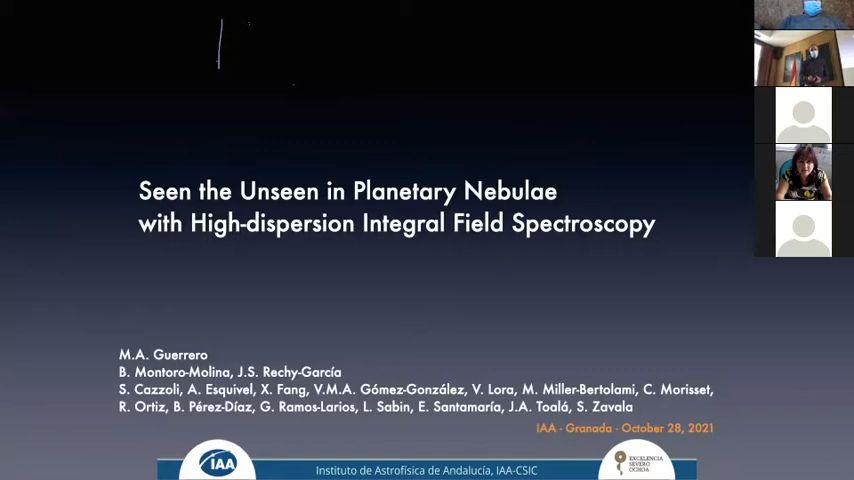 Seen the Unseen in Planetary Nebulae
with High-dispersion Integral Field Spectroscopy
M.A. Guerrero
B. Montoro-Molina, J.S. Rechy-García
S. Cazzoli, A. Esquivel, X. Fang, V.M.A. Gómez-González, V. Lora, M. Miller-Bertolami, C. Morisset,
R. Ortiz, B. Pérez-Díaz, G. Ramos-Larios, L. Sabin, E. Santamaría, J.A. Toalá, S. Zavala
IAA - Granada - October 28, 2021
IAA
Instituto de Astrofísica de Andalucía, IAA-CSIC
EXCELENCIA
SEVERO
OCHOA